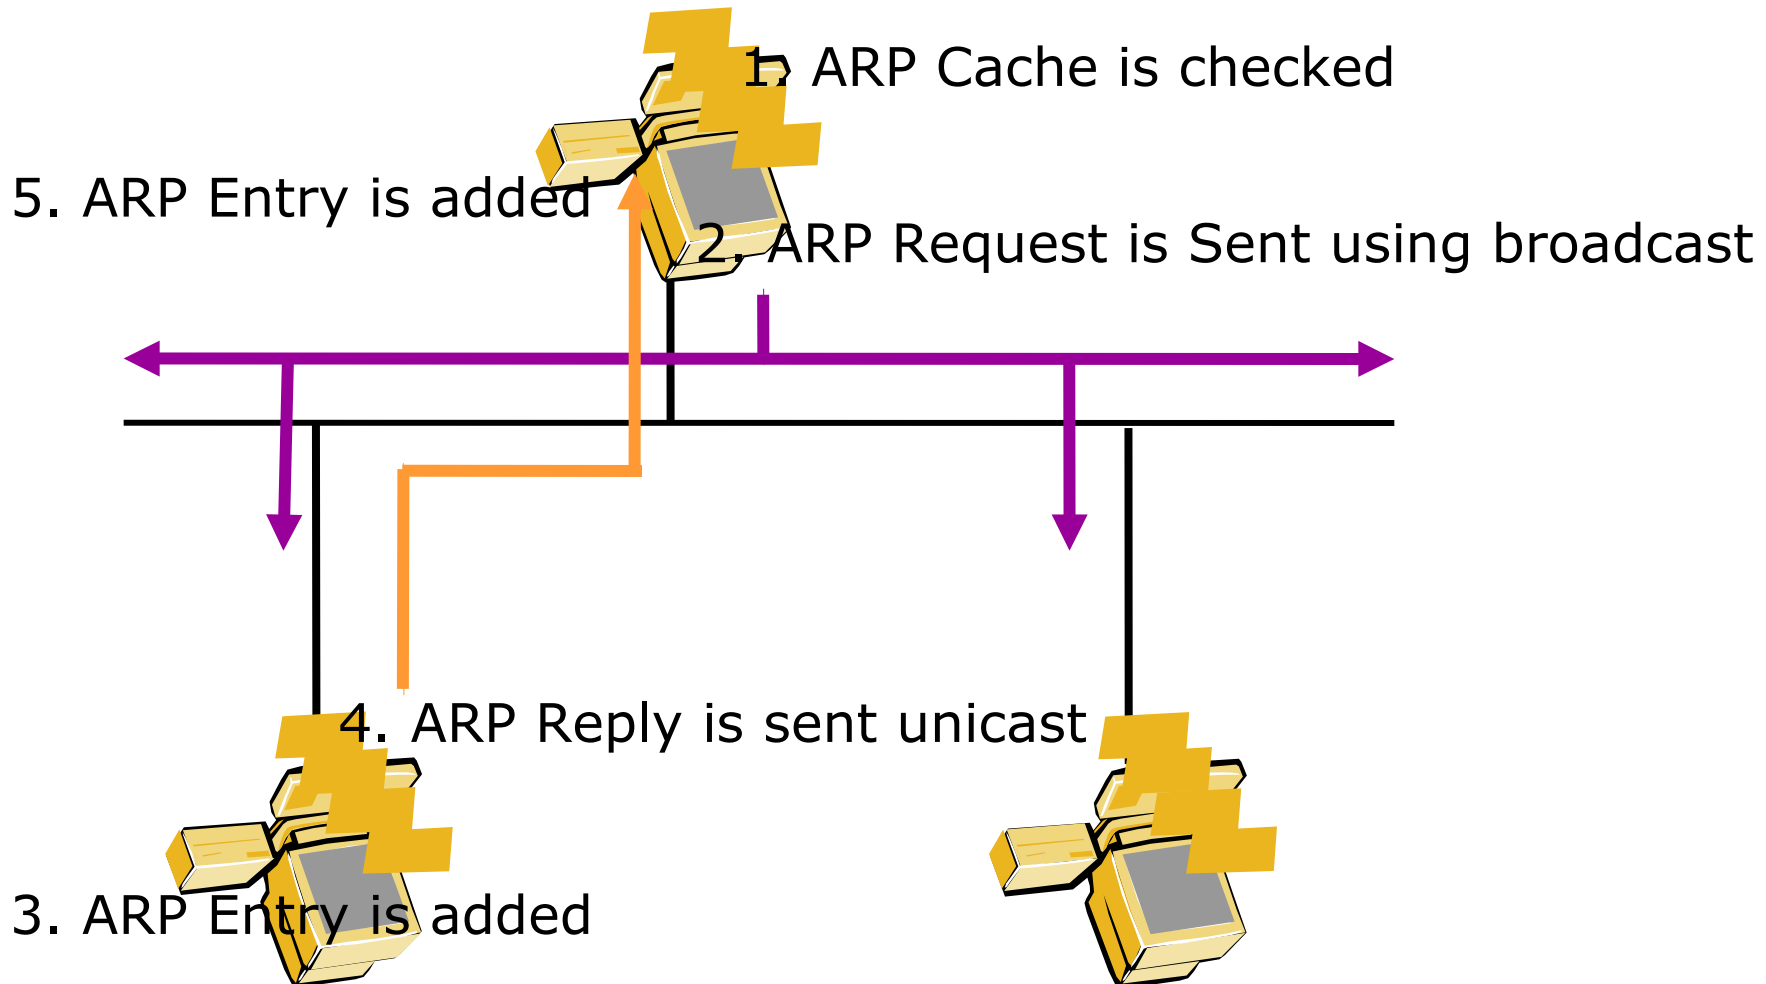 1. ARP Cache is checked
5. ARP Entry is added
2. ARP Request is Sent using broadcast
4. ARP Reply is sent unicast
3. ARP Entry is added